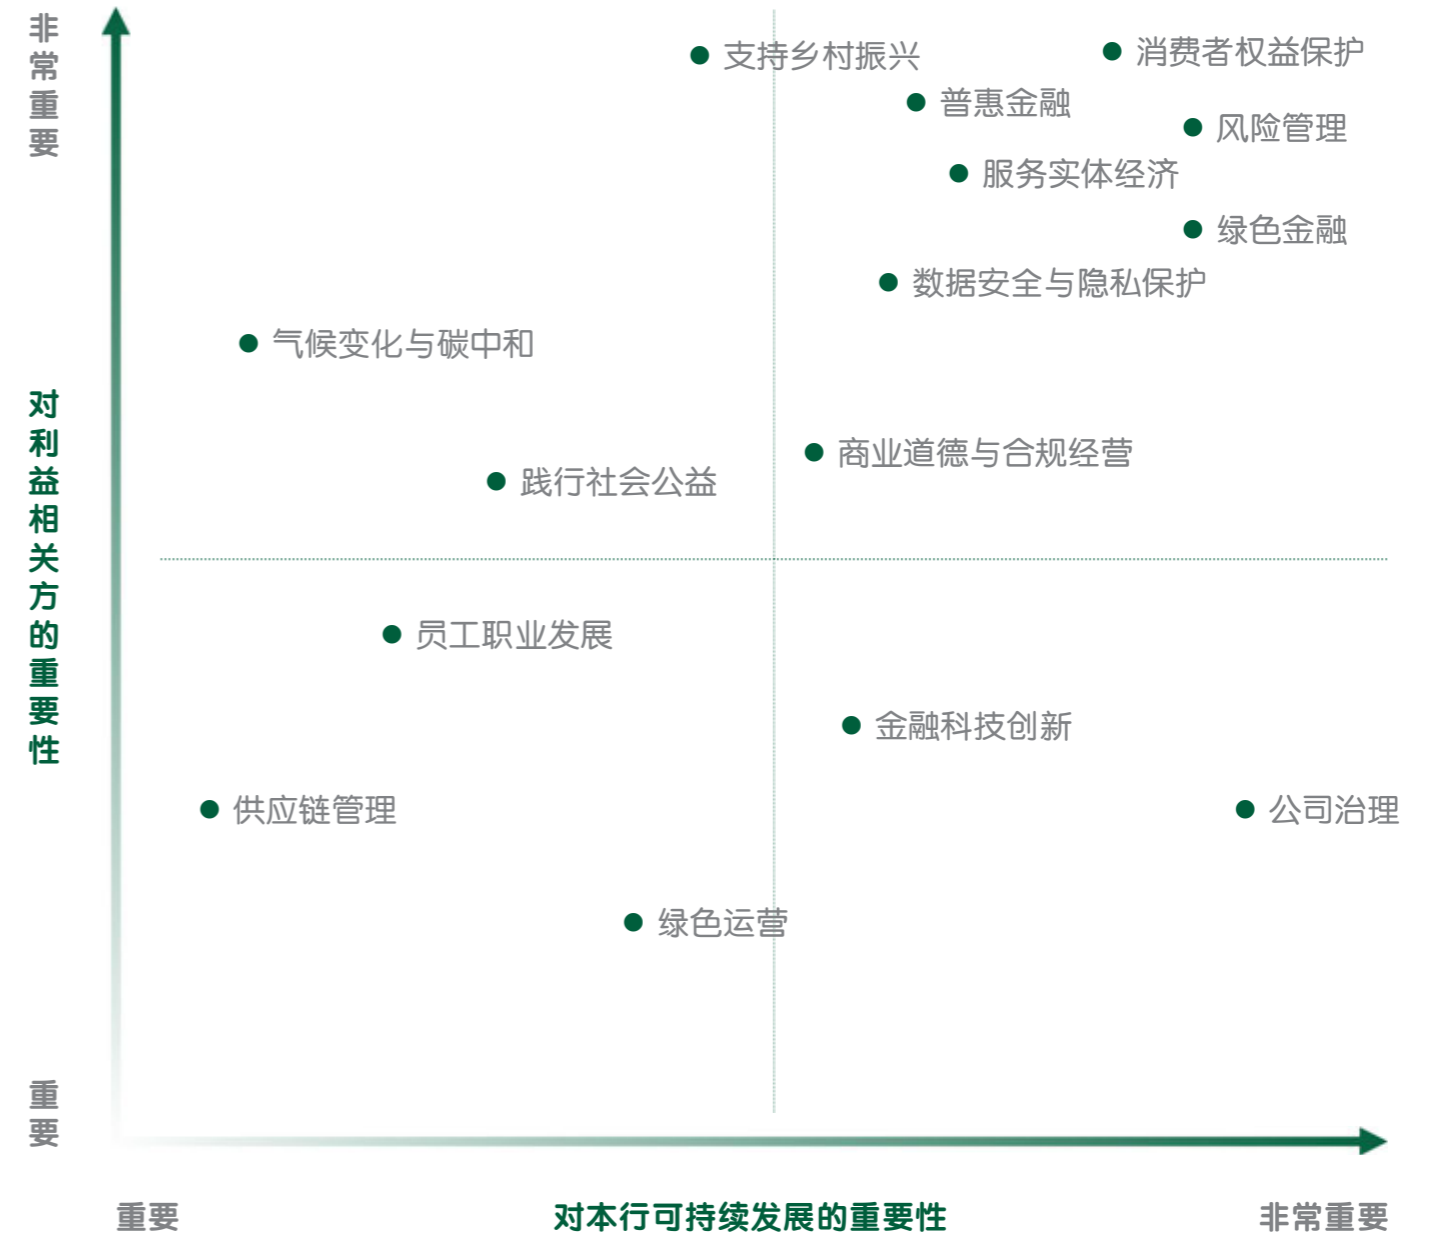 非常重要
对利益相关方的重要性
重要
支持乡村振兴
消费者权益保护
普惠金融
风险管理
服务实体经济
绿色金融
数据安全与隐私保护
气候变化与碳中和
商业道德与合规经营
践行社会公益
员工职业发展
金融科技创新
供应链管理
公司治理
绿色运营
重要
对本行可持续发展的重要性
非常重要